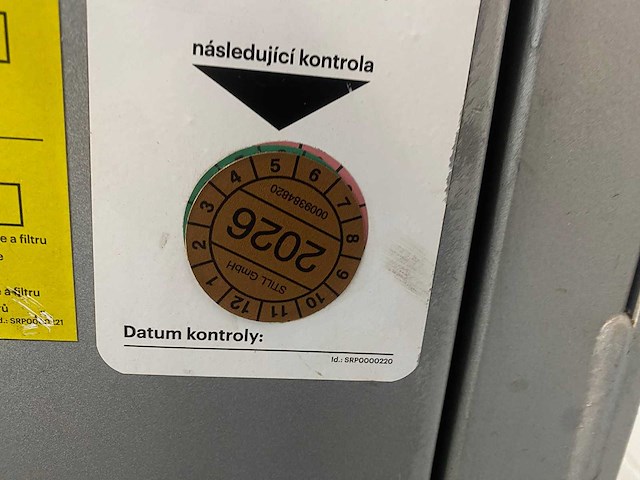 následující kontrola
1 2 3 4 5 6 7 8 9 10 11 12
0009384820
2026
STILL GmbH
Datum kontroly:
Id.: SRP0000220
e a filtru
e
a filtru
rů